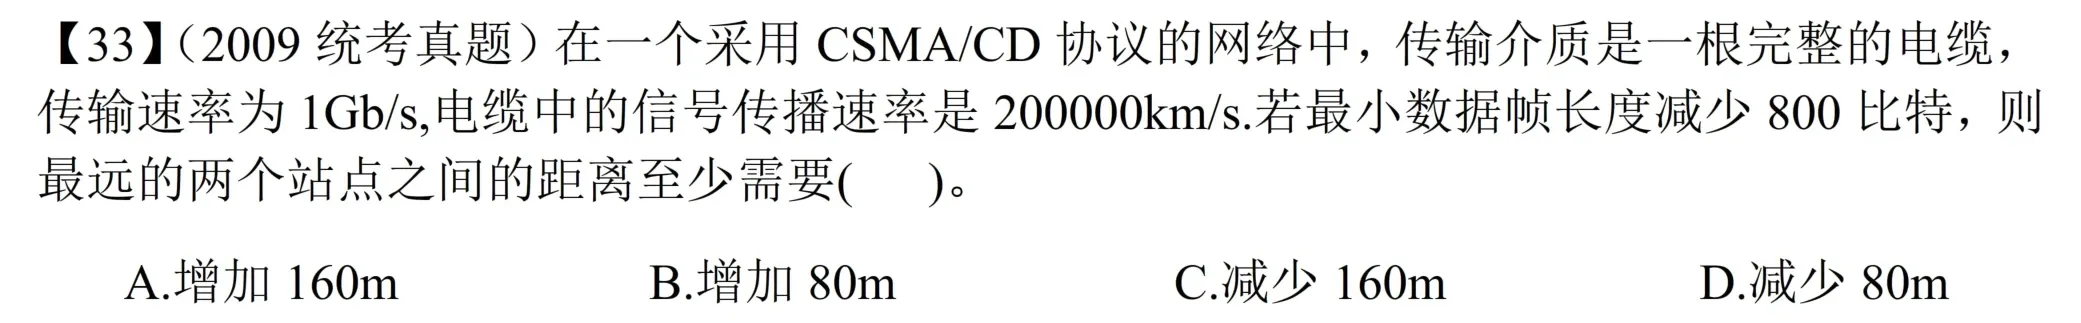 【33】（2009 统考真题）在一个采用 CSMA/CD 协议的网络中，传输介质是一根完整的电缆，
传输速率为 1Gb/s,电缆中的信号传播速率是 200000km/s.若最小数据帧长度减少 800 比特，则
最远的两个站点之间的距离至少需要(    )。
A.增加 160m    B.增加 80m    C.减少 160m    D.减少 80m